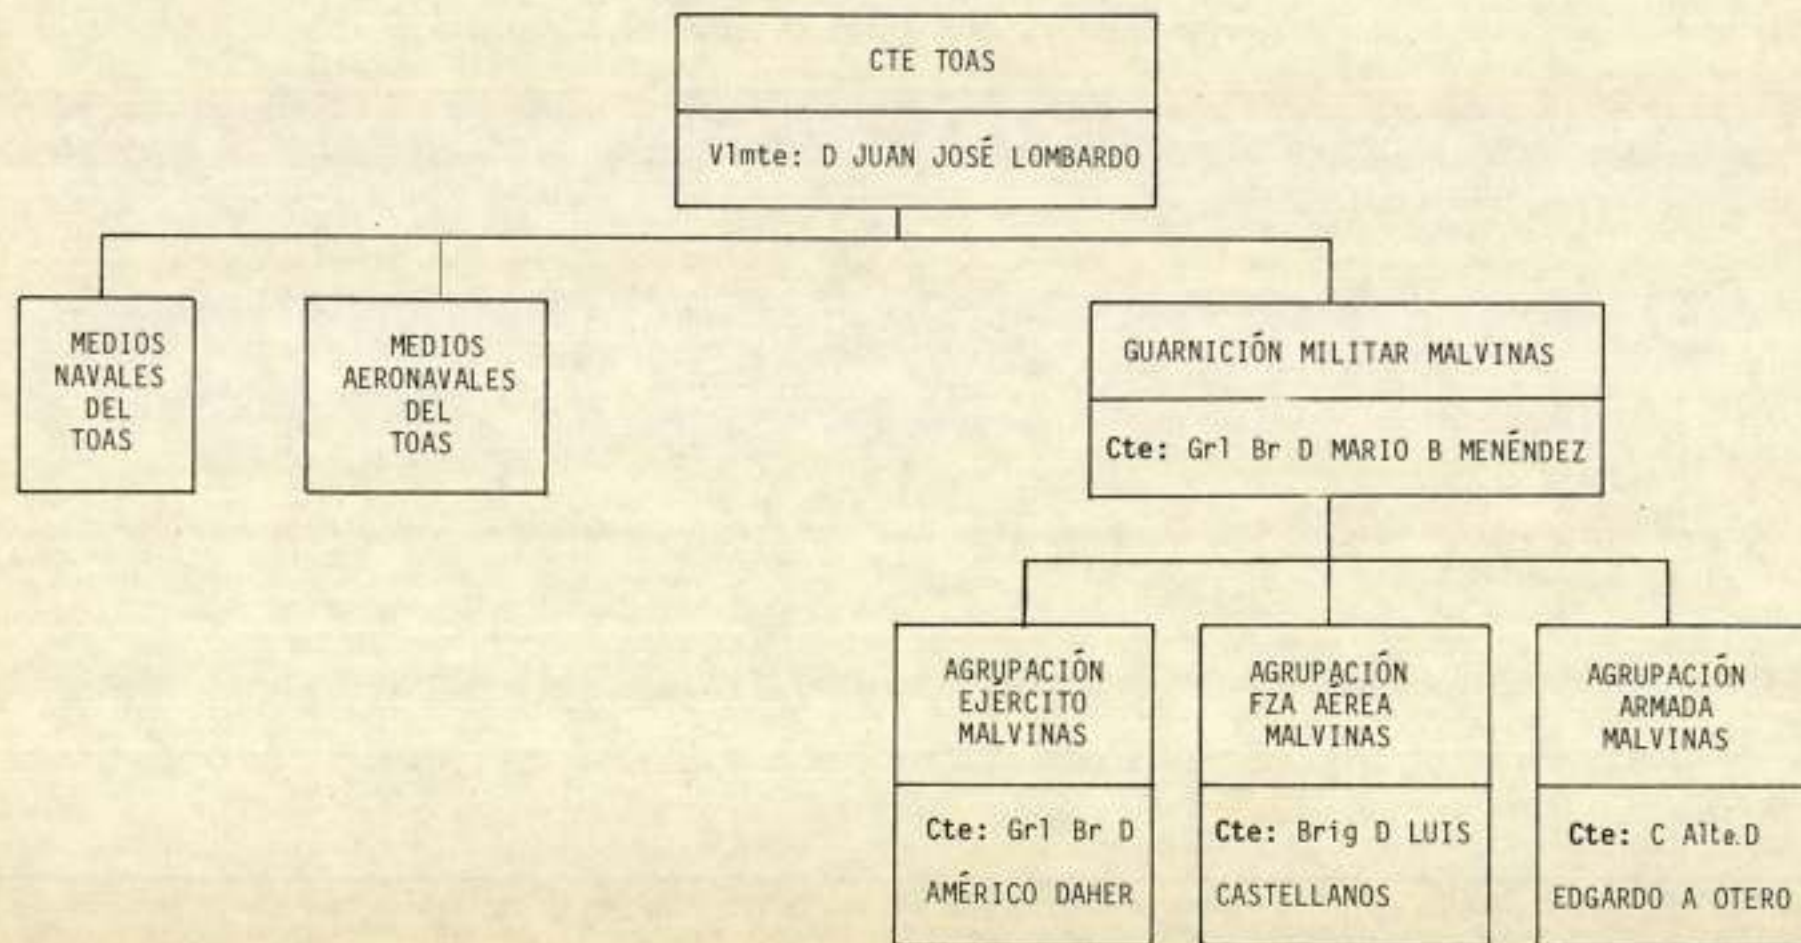 CTE TOAS
Vlmte: D JUAN JOSÉ LOMBARDO
MEDIOS
NAVALES
DEL
TOAS
MEDIOS
AERONAVALES
DEL
TOAS
GUARNICIÓN MILITAR MALVINAS
Cte: Grl Br D MARIO B MENÉNDEZ
AGRUPACIÓN
EJÉRCITO
MALVINAS
Cte: Grl Br D
AMÉRICO DAHER
AGRUPACIÓN
FZA AÉREA
MALVINAS
Cte: Brig D LUIS
CASTELLANOS
AGRUPACIÓN
ARMADA
MALVINAS
Cte: C Alte.D
EDGARDO A OTERO